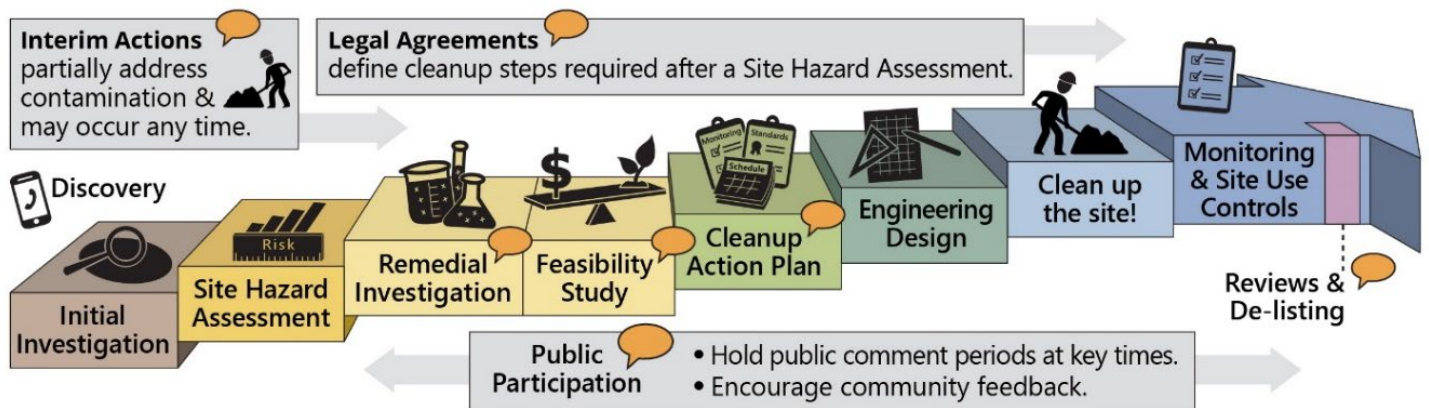 Interim Actions
partially address
contamination &
may occur any time.
Legal Agreements
define cleanup steps required after a Site Hazard Assessment.
Discovery
Initial
Investigation
Risk
Site Hazard
Assessment
Remedial
Investigation
$
Feasibility
Study
Monitoring
Standards
Schedule
Cleanup
Action Plan
Engineering
Design
Clean up
the site!
Monitoring
& Site Use
Controls
Reviews &
De-listing
Public
Participation
• Hold public comment periods at key times.
• Encourage community feedback.